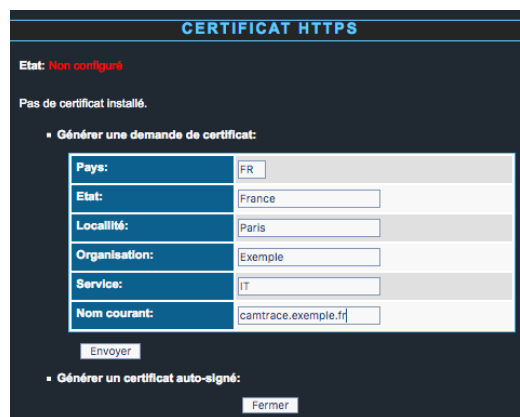 CERTIFICAT HTTPS
Etat: Non configuré
Pas de certificat installé.
Générer une demande de certificat:
Pays: FR
Etat: France
Locallité: Paris
Organisation: Exemple
Service: IT
Nom courant: camtrace.exemple.fr
Envoyer
Générer un certificat auto-signé:
Fermer